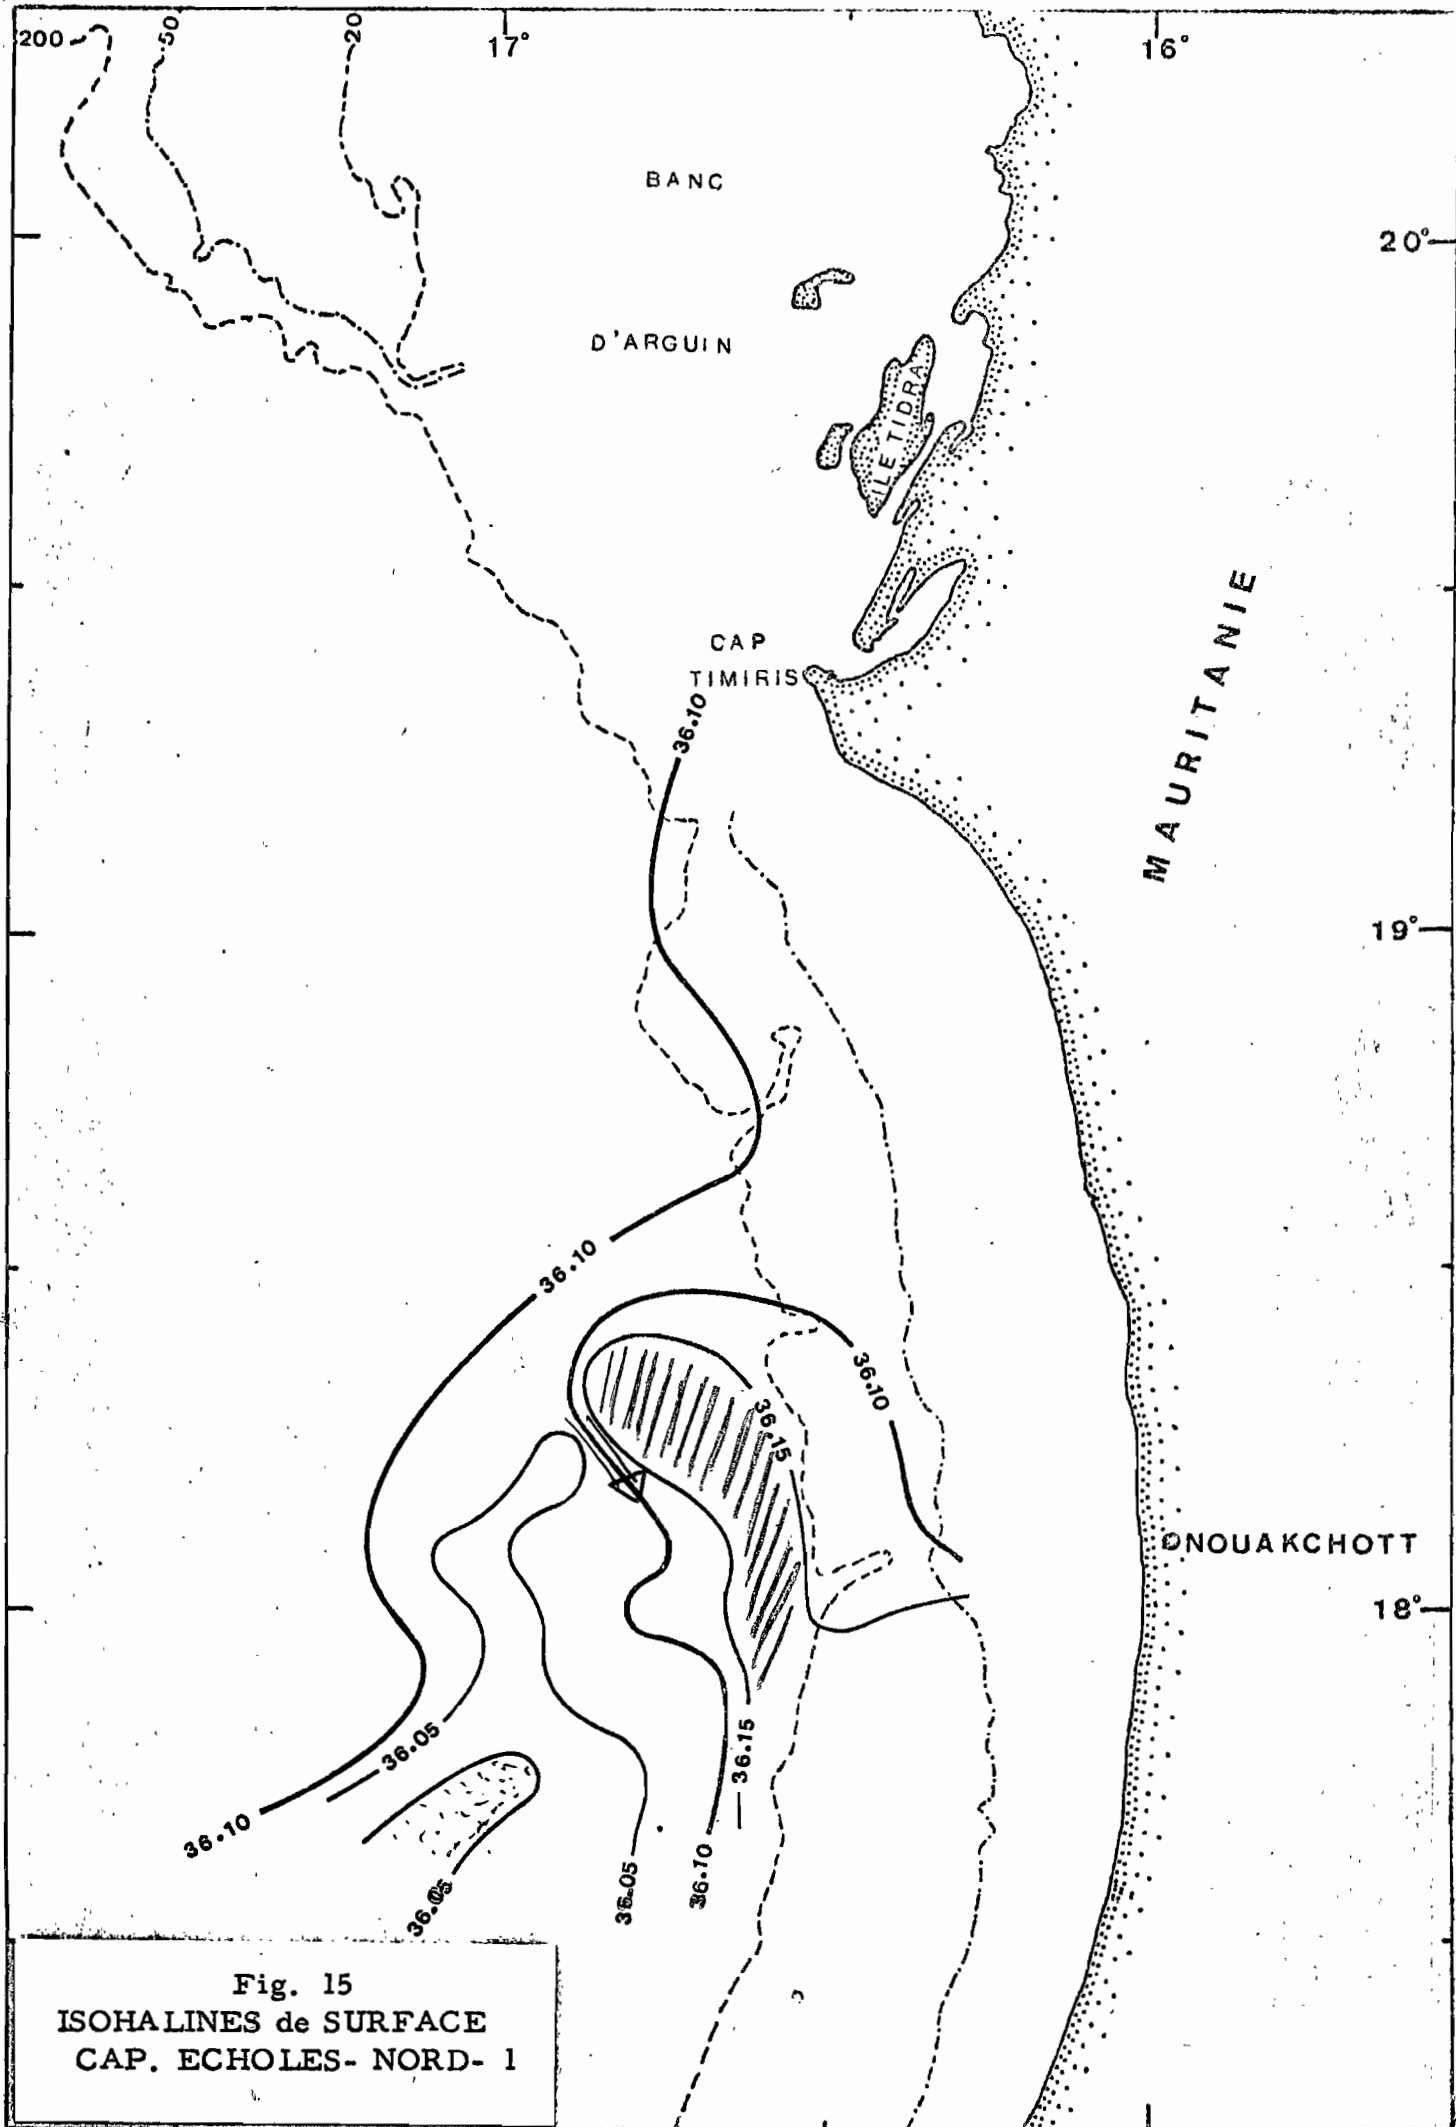 200
50
20
17°
16°
BANC
20°
D'ARGUIN
ILE TIDRA
CAP
TIMIRIS
MAURITANIE
36.10
19°
36.10
36.10
36.15
NOUAKCHOTT
18°
36.05
36.15
36.10
36.05
36.05
36.10
Fig. 15
ISOHALINES de SURFACE
CAP. ECHOLES- NORD- 1